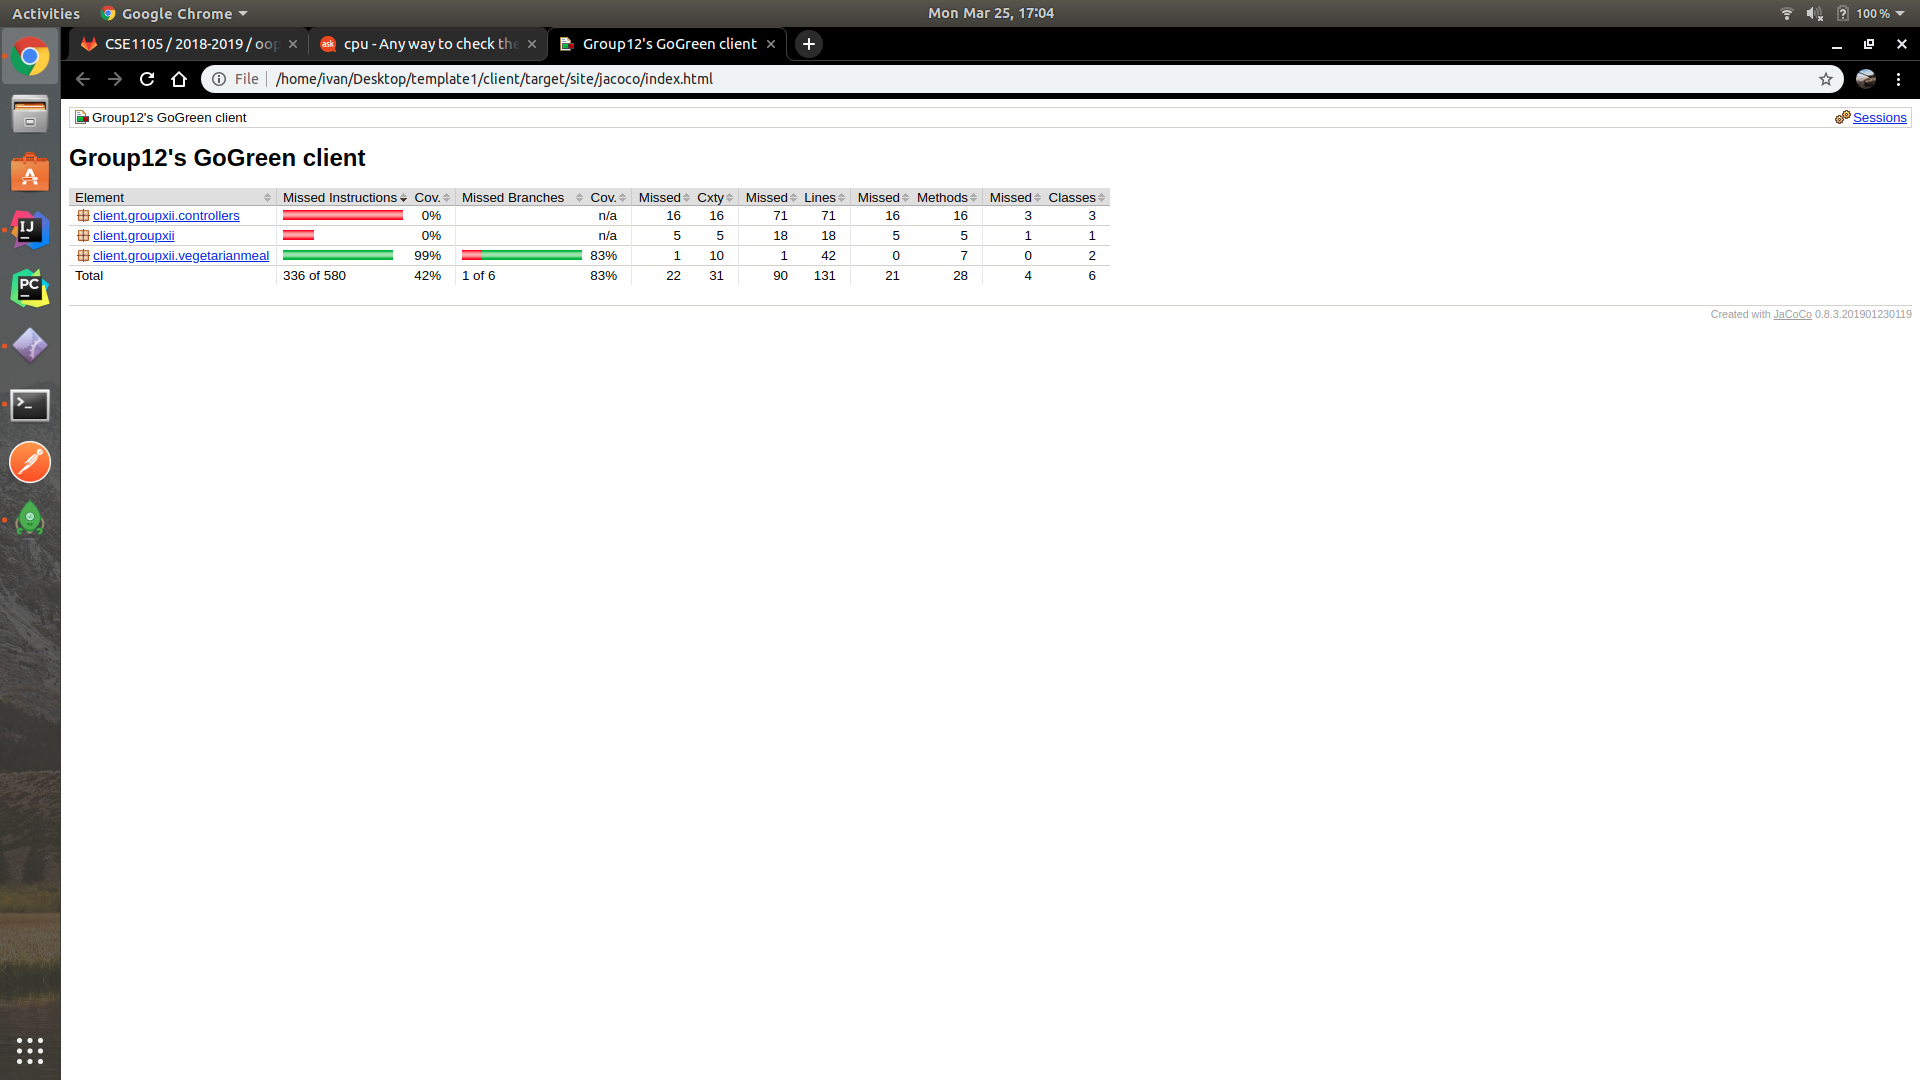 Activities Google Chrome Mon Mar 25, 17:04 100 %
CSE1105 / 2018-2019 / oop cpu - Any way to check the Group12's GoGreen client
File /home/ivan/Desktop/template1/client/target/site/jacoco/index.html
Group12's GoGreen client Sessions
Group12's GoGreen client
Element Missed Instructions Cov. Missed Branches Cov. Missed Cxty Missed Lines Missed Methods Missed Classes
client.groupxii.controllers 0% n/a 16 16 71 71 16 16 3 3
client.groupxii 0% n/a 5 5 18 18 5 5 1 1
client.groupxii.vegetarianmeal 99% 83% 1 10 1 42 0 7 0 2
Total 336 of 580 42% 1 of 6 83% 22 31 90 131 21 28 4 6
Created with JaCoCo 0.8.3.201901230119
ask
IJ
PC